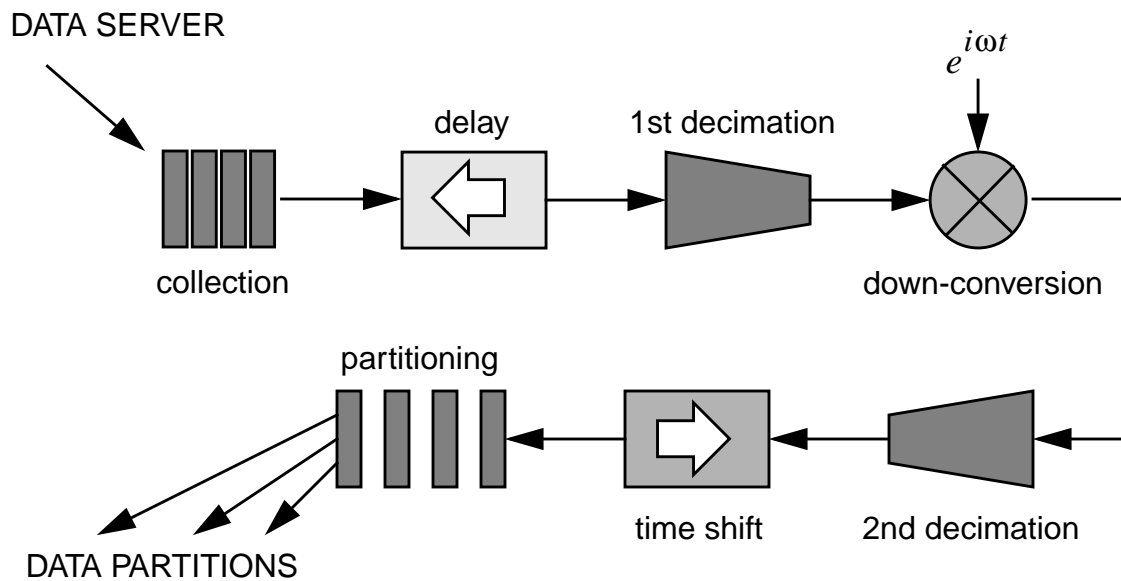 DATA SERVER
e^{iωt}
delay
1st decimation
collection
down-conversion
partitioning
time shift
2nd decimation
DATA PARTITIONS